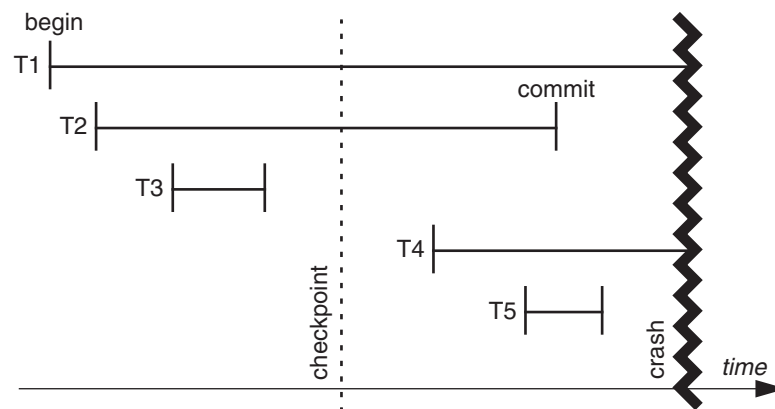 begin
T1
commit
T2
T3
T4
T5
checkpoint
crash
time